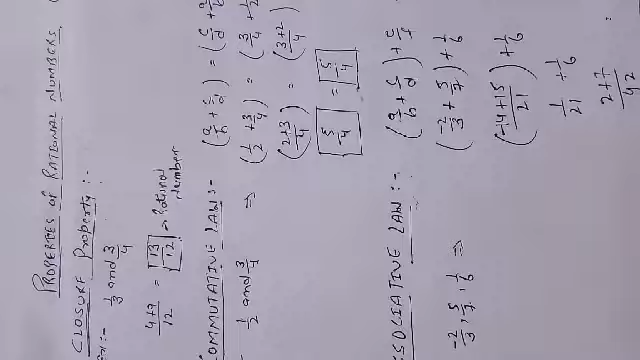 PROPERTIES OF RATIONAL NUMBERS
CLOSURE Property :-
:- 1/3 and 3/4
4+9/12 = 13/12 → Rational Number
COMMUTATIVE LAW:- (a/b + c/d) = (c/d + a/b
1/2 and 3/4 ⇒ (1/2 + 3/4) = (3/4 + 1/2
(2+3/4) = (3+2/4)
5/4 = 5/4
SSOCIATIVE LAW:- (a/b + c/d) +
-2/3, 5/7, 1/6 ⇒ (-2/3 + 5/7) + 1/6
(-14+15/21) + 1/6
1/21 + 1/6
2+7/42